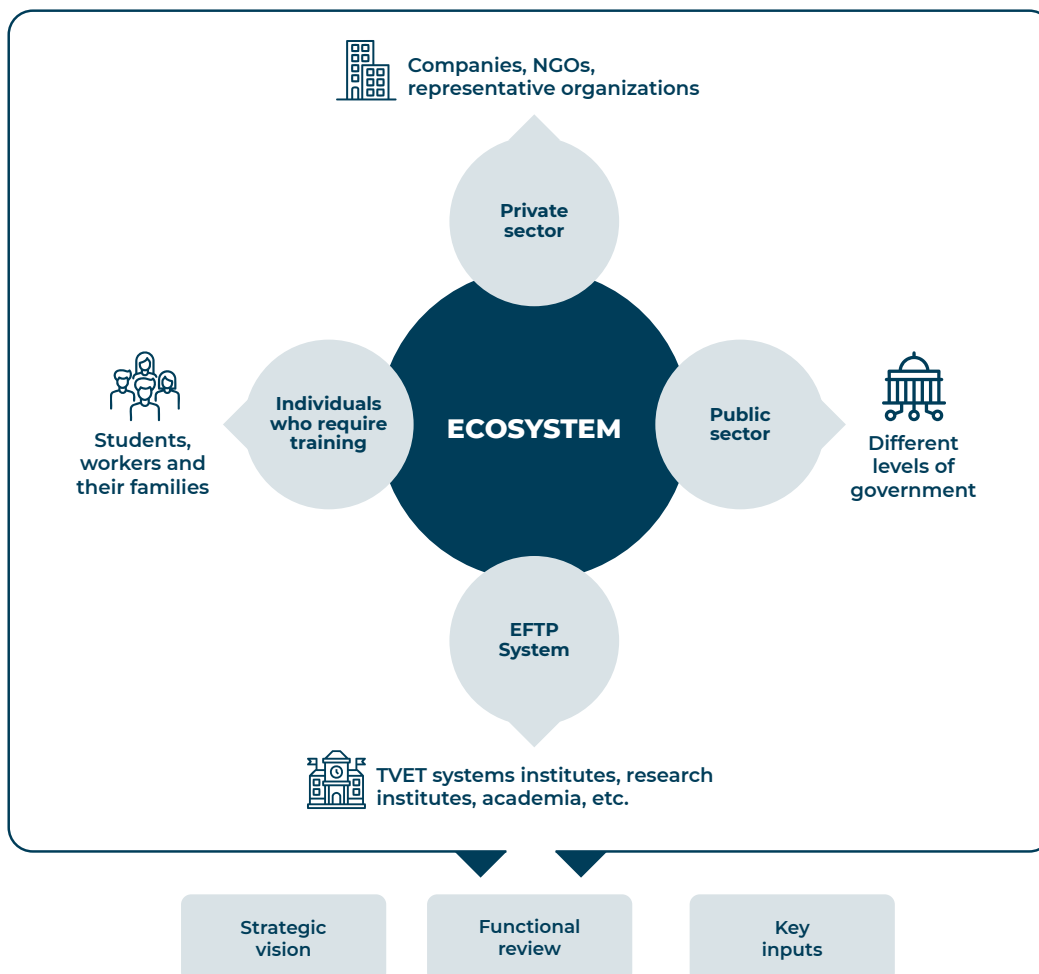 Companies, NGOs,
representative organizations
Private
sector
Individuals
who require
training
ECOSYSTEM
Public
sector
Students,
workers and
their families
Different
levels of
government
EFTP
System
TVET systems institutes, research
institutes, academia, etc.
Strategic
vision
Functional
review
Key
inputs